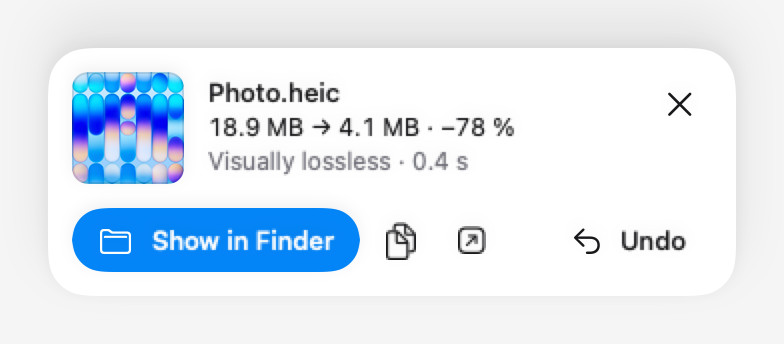 Photo.heic
18.9 MB → 4.1 MB · −78 %
Visually lossless · 0.4 s
Show in Finder
Undo